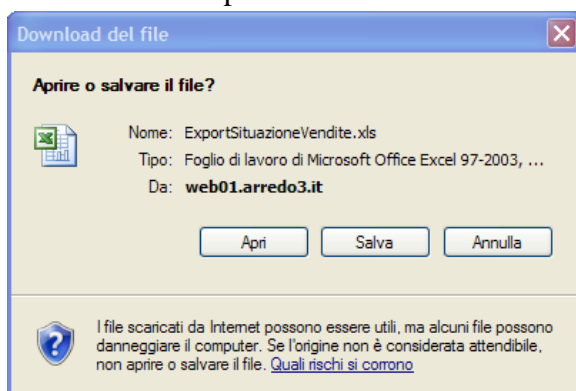 Download del file
Aprire o salvare il file?
Nome: ExportSituazioneVendite.xls
Tipo: Foglio di lavoro di Microsoft Office Excel 97-2003, ...
Da: web01.arredo3.it
Apri Salva Annulla
I file scaricati da Internet possono essere utili, ma alcuni file possono
danneggiare il computer. Se l'origine non è considerata attendibile,
non aprire o salvare il file. Quali rischi si corrono